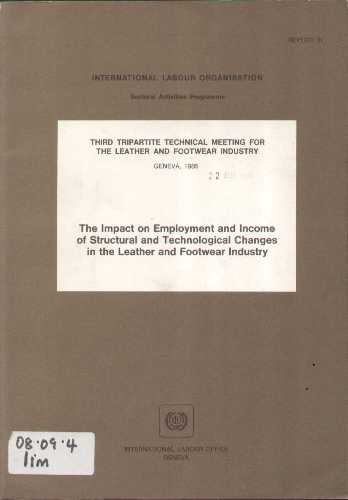 INTERNATIONAL LABOUR ORGANISATION
Sectoral Activities Programme
THIRD TRIPARTITE TECHNICAL MEETING FOR
THE LEATHER AND FOOTWEAR INDUSTRY
GENEVA, 1985
22
The Impact on Employment and Income
of Structural and Technological Changes
in the Leather and Footwear Industry
INTERNATIONAL LABOUR OFFICE
GENEVA
08.09.4
lim